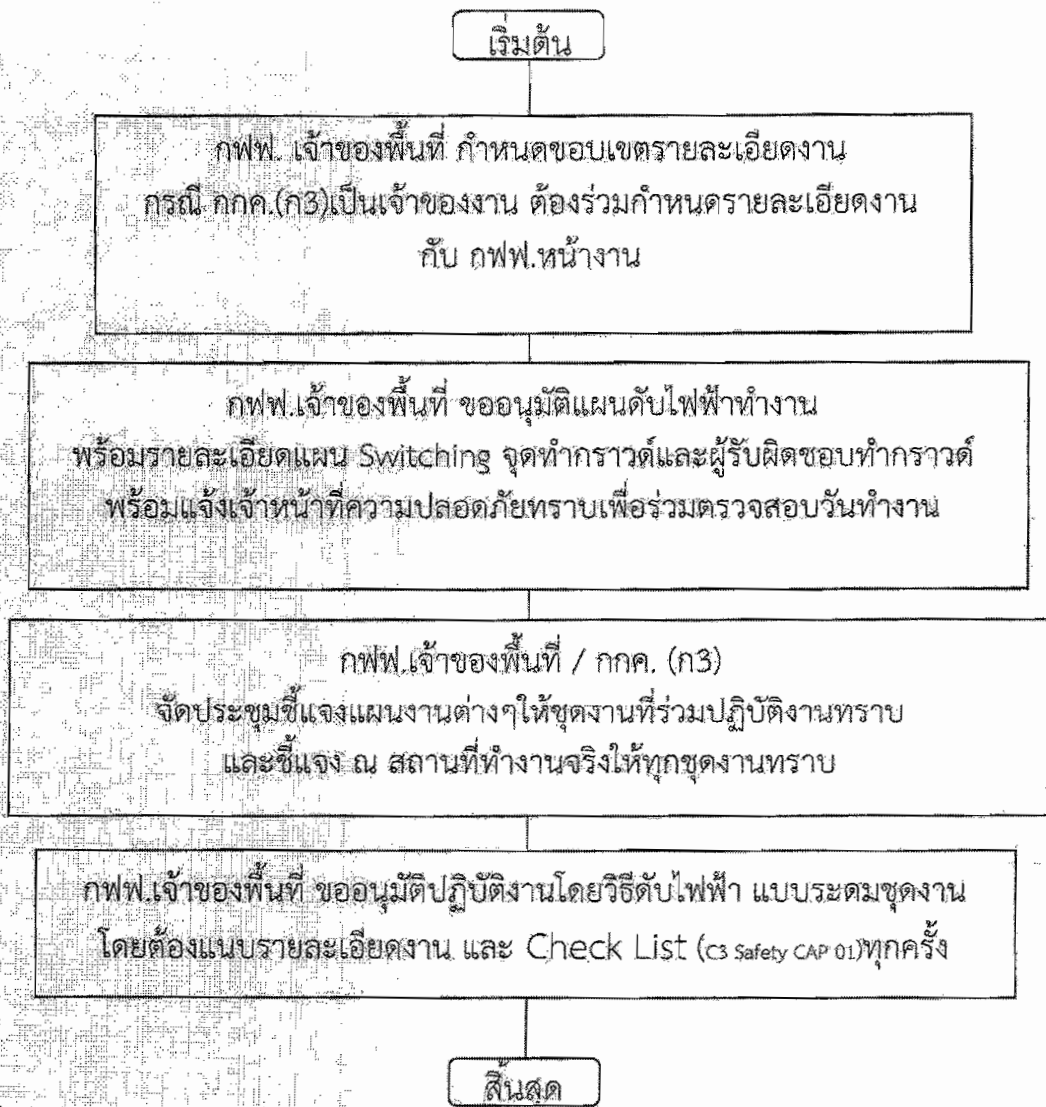 เริ่มต้น
กฟฟ. เจ้าของพื้นที่ กำหนดขอบเขตรายละเอียดงาน
กรณี กกค.(ก3)เป็นเจ้าของงาน ต้องร่วมกำหนดรายละเอียดงาน
กับ กฟฟ.หน้างาน
กฟฟ.เจ้าของพื้นที่ ขออนุมัติแผนดับไฟฟ้าทำงาน
พร้อมรายละเอียดแผน Switching จุดทำกราวด์และผู้รับผิดชอบทำกราวด์
พร้อมแจ้งเจ้าหน้าที่ความปลอดภัยทราบเพื่อร่วมตรวจสอบวันทำงาน
กฟฟ.เจ้าของพื้นที่ / กกค. (ก3)
จัดประชุมชี้แจงแผนงานต่างๆให้ชุดงานที่ร่วมปฏิบัติงานทราบ
และชี้แจง ณ สถานที่ทำงานจริงให้ทุกชุดงานทราบ
กฟฟ.เจ้าของพื้นที่ ขออนุมัติปฏิบัติงานโดยวิธีดับไฟฟ้า แบบระดมชุดงาน
โดยต้องแนบรายละเอียดงาน และ Check List (C3 Safety CAP 01)ทุกครั้ง
สิ้นสุด